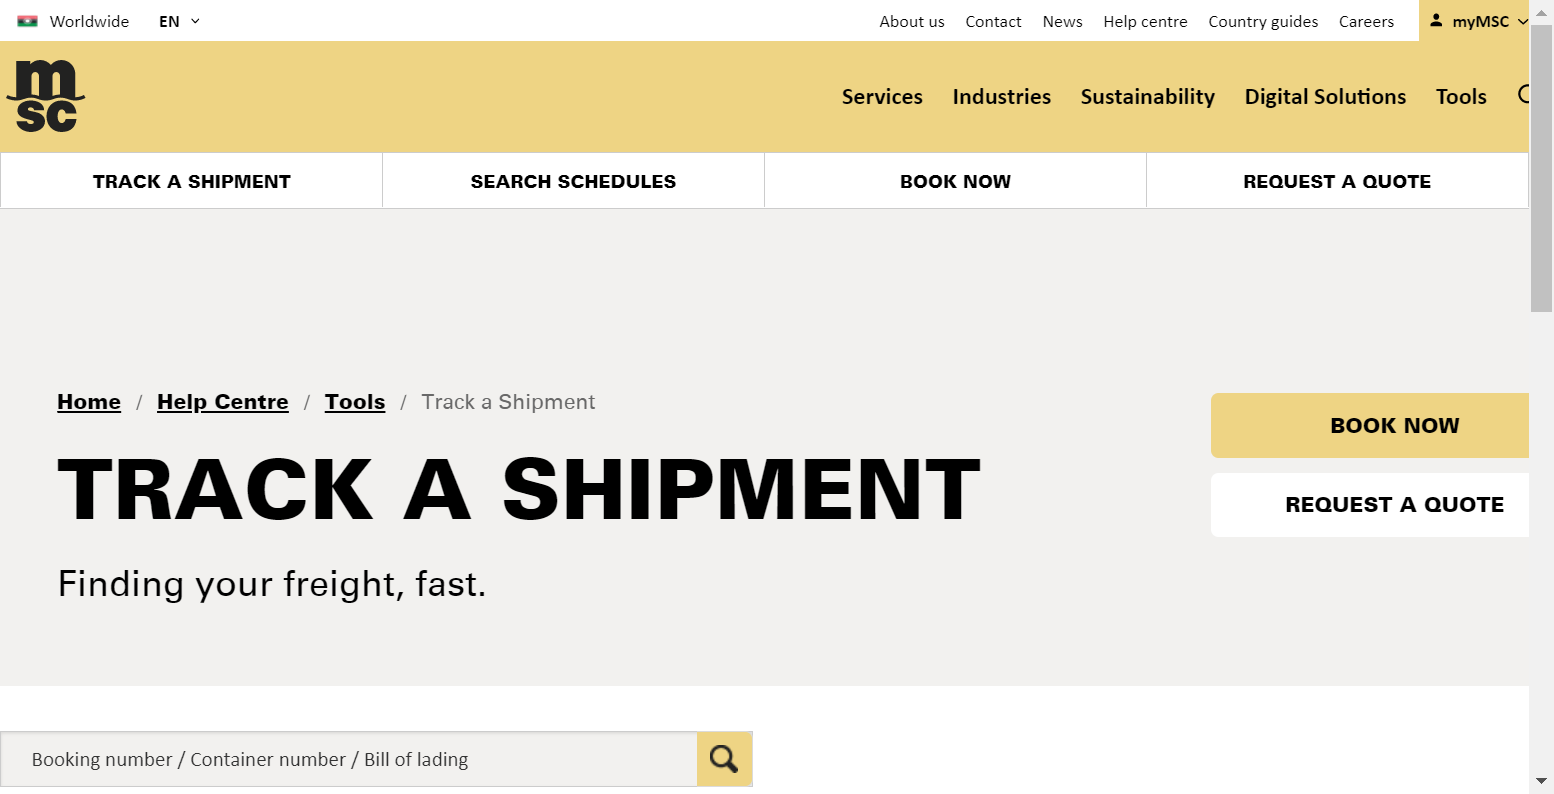 Worldwide EN About us Contact News Help centre Country guides Careers myMSC
msc
Services Industries Sustainability Digital Solutions Tools
TRACK A SHIPMENT SEARCH SCHEDULES BOOK NOW REQUEST A QUOTE
Home / Help Centre / Tools / Track a Shipment
BOOK NOW
TRACK A SHIPMENT
REQUEST A QUOTE
Finding your freight, fast.
Booking number / Container number / Bill of lading